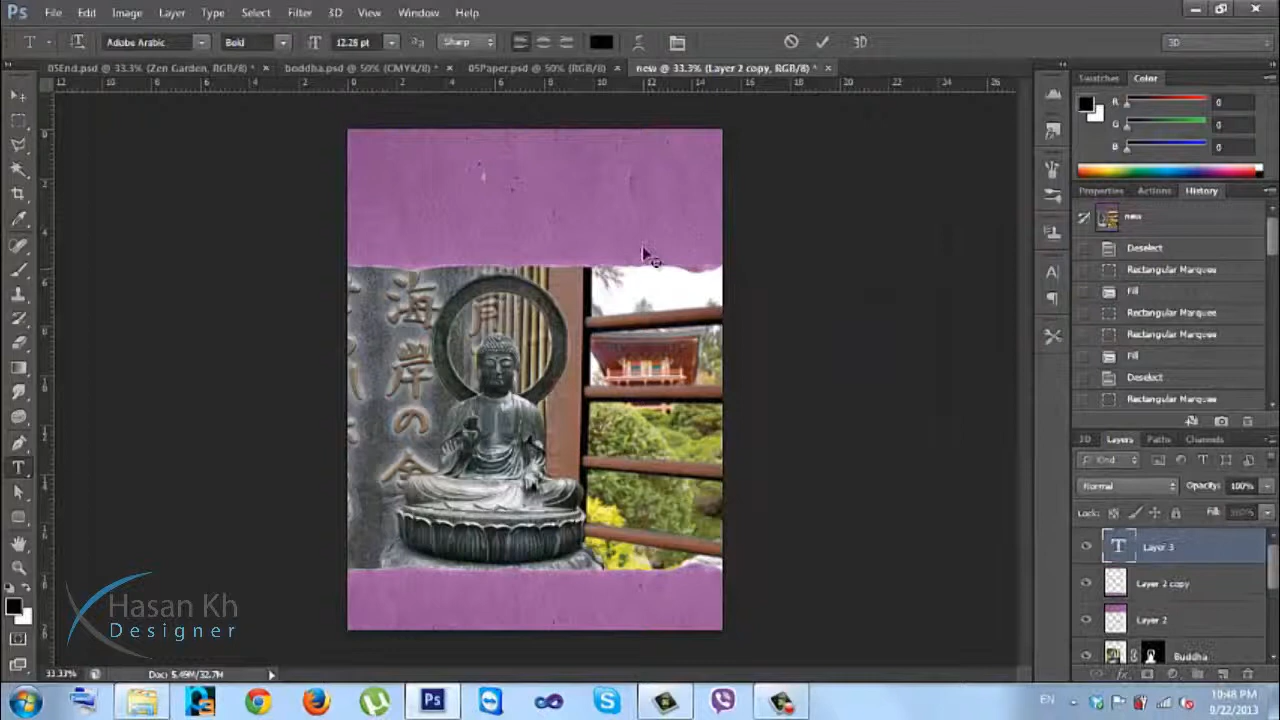 Ps File Edit Image Layer Type Select Filter 3D View Window Help
T Adobe Arabic Bold 12.25 pt Sharp 3D 3D
05End.psd @ 33.3% (Zen Garden, RGB/8) * × boddha.psd @ 50% (CMYK/8) * × 05Paper.psd @ 50% (RGB/8) × new @ 33.3% (Layer 2 copy, RGB/8) * ×
Swatches Color
R 0
G 0
B 0
Properties Actions History
new
Deselect
Rectangular Marquee
Fill
Rectangular Marquee
Rectangular Marquee
Fill
Deselect
Rectangular Marquee
3D Layers Paths Channels
Kind
Normal Opacity: 100%
Lock: Fill: 100%
T Layer 3
Layer 2 copy
Layer 2
Buddha
海岸の
Hasan Kh
Designer
33.33% Doc: 5.49M/32.7M
EN 10:48 PM
8/22/2013